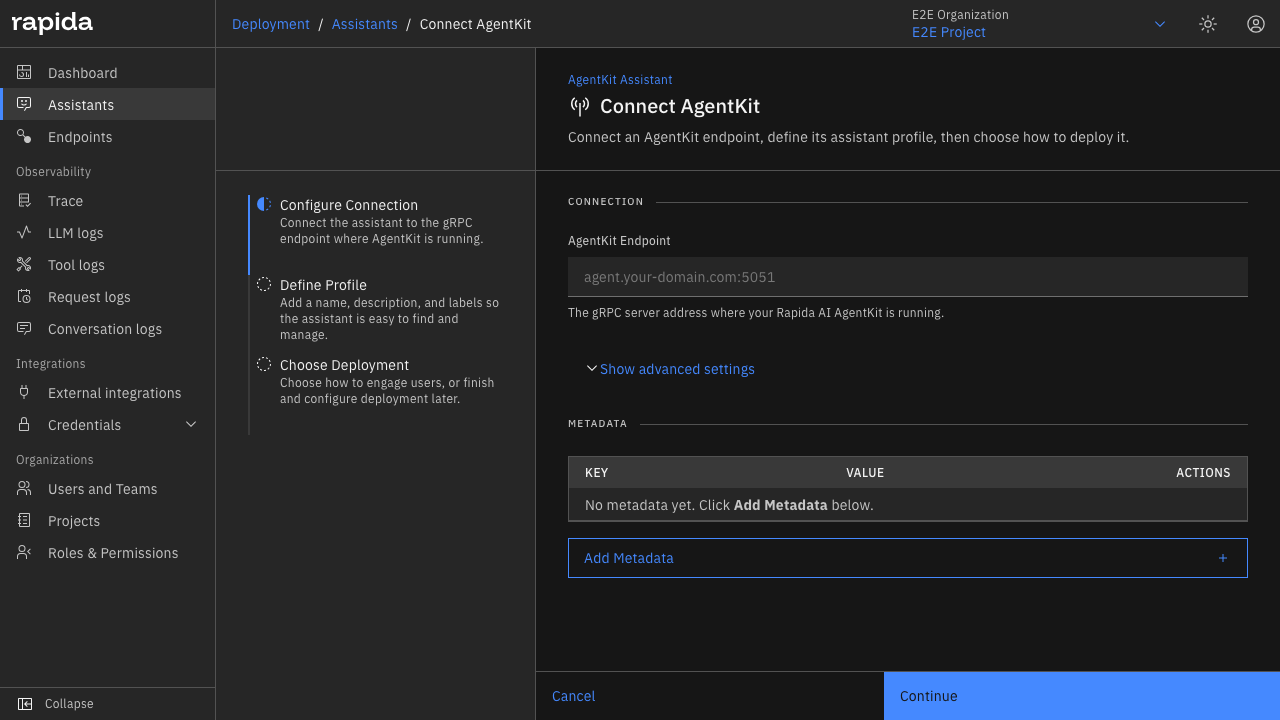 rapida
Deployment / Assistants / Connect AgentKit
E2E Organization
E2E Project
Dashboard
Assistants
Endpoints
Observability
Trace
LLM logs
Tool logs
Request logs
Conversation logs
Integrations
External integrations
Credentials
Organizations
Users and Teams
Projects
Roles & Permissions
Collapse
Configure Connection
Connect the assistant to the gRPC
endpoint where AgentKit is running.
Define Profile
Add a name, description, and labels so
the assistant is easy to find and
manage.
Choose Deployment
Choose how to engage users, or finish
and configure deployment later.
AgentKit Assistant
Connect AgentKit
Connect an AgentKit endpoint, define its assistant profile, then choose how to deploy it.
CONNECTION
AgentKit Endpoint
agent.your-domain.com:5051
The gRPC server address where your Rapida AI AgentKit is running.
Show advanced settings
METADATA
KEY VALUE ACTIONS
No metadata yet. Click Add Metadata below.
Add Metadata +
Cancel
Continue